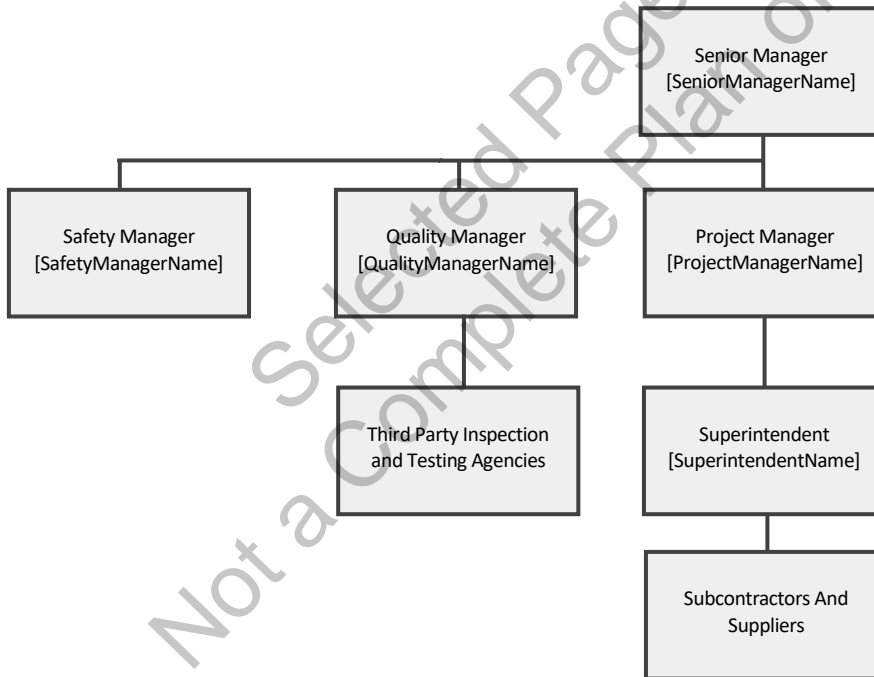 Senior Manager
[SeniorManagerName]
Safety Manager
[SafetyManagerName]
Quality Manager
[QualityManagerName]
Project Manager
[ProjectManagerName]
Third Party Inspection
and Testing Agencies
Superintendent
[SuperintendentName]
Subcontractors And
Suppliers
Selected Page
Not a Complete Plan